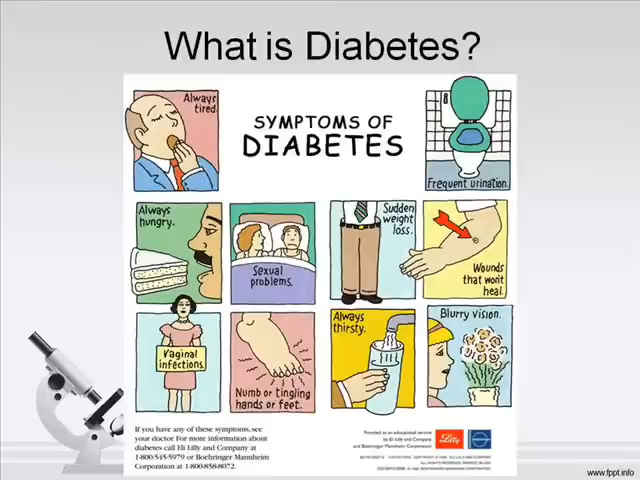 What is Diabetes?
SYMPTOMS OF
DIABETES
Always
tired.
Frequent urination.
Always
hungry.
Sexual
problems.
Sudden
weight
loss.
Wounds
that won't
heal.
Vaginal
infections.
Numb or tingling
hands or feet.
Always
thirsty.
Blurry vision.
If you have any of these symptoms, see
your doctor. For more information about
diabetes call Eli Lilly and Company at
1-800-545-5979 or Boehringer Mannheim
Corporation at 1-800-858-8072.
Provided as an educational service
by Eli Lilly and Company
and Boehringer Mannheim Corporation
Lilly
www.fppt.info